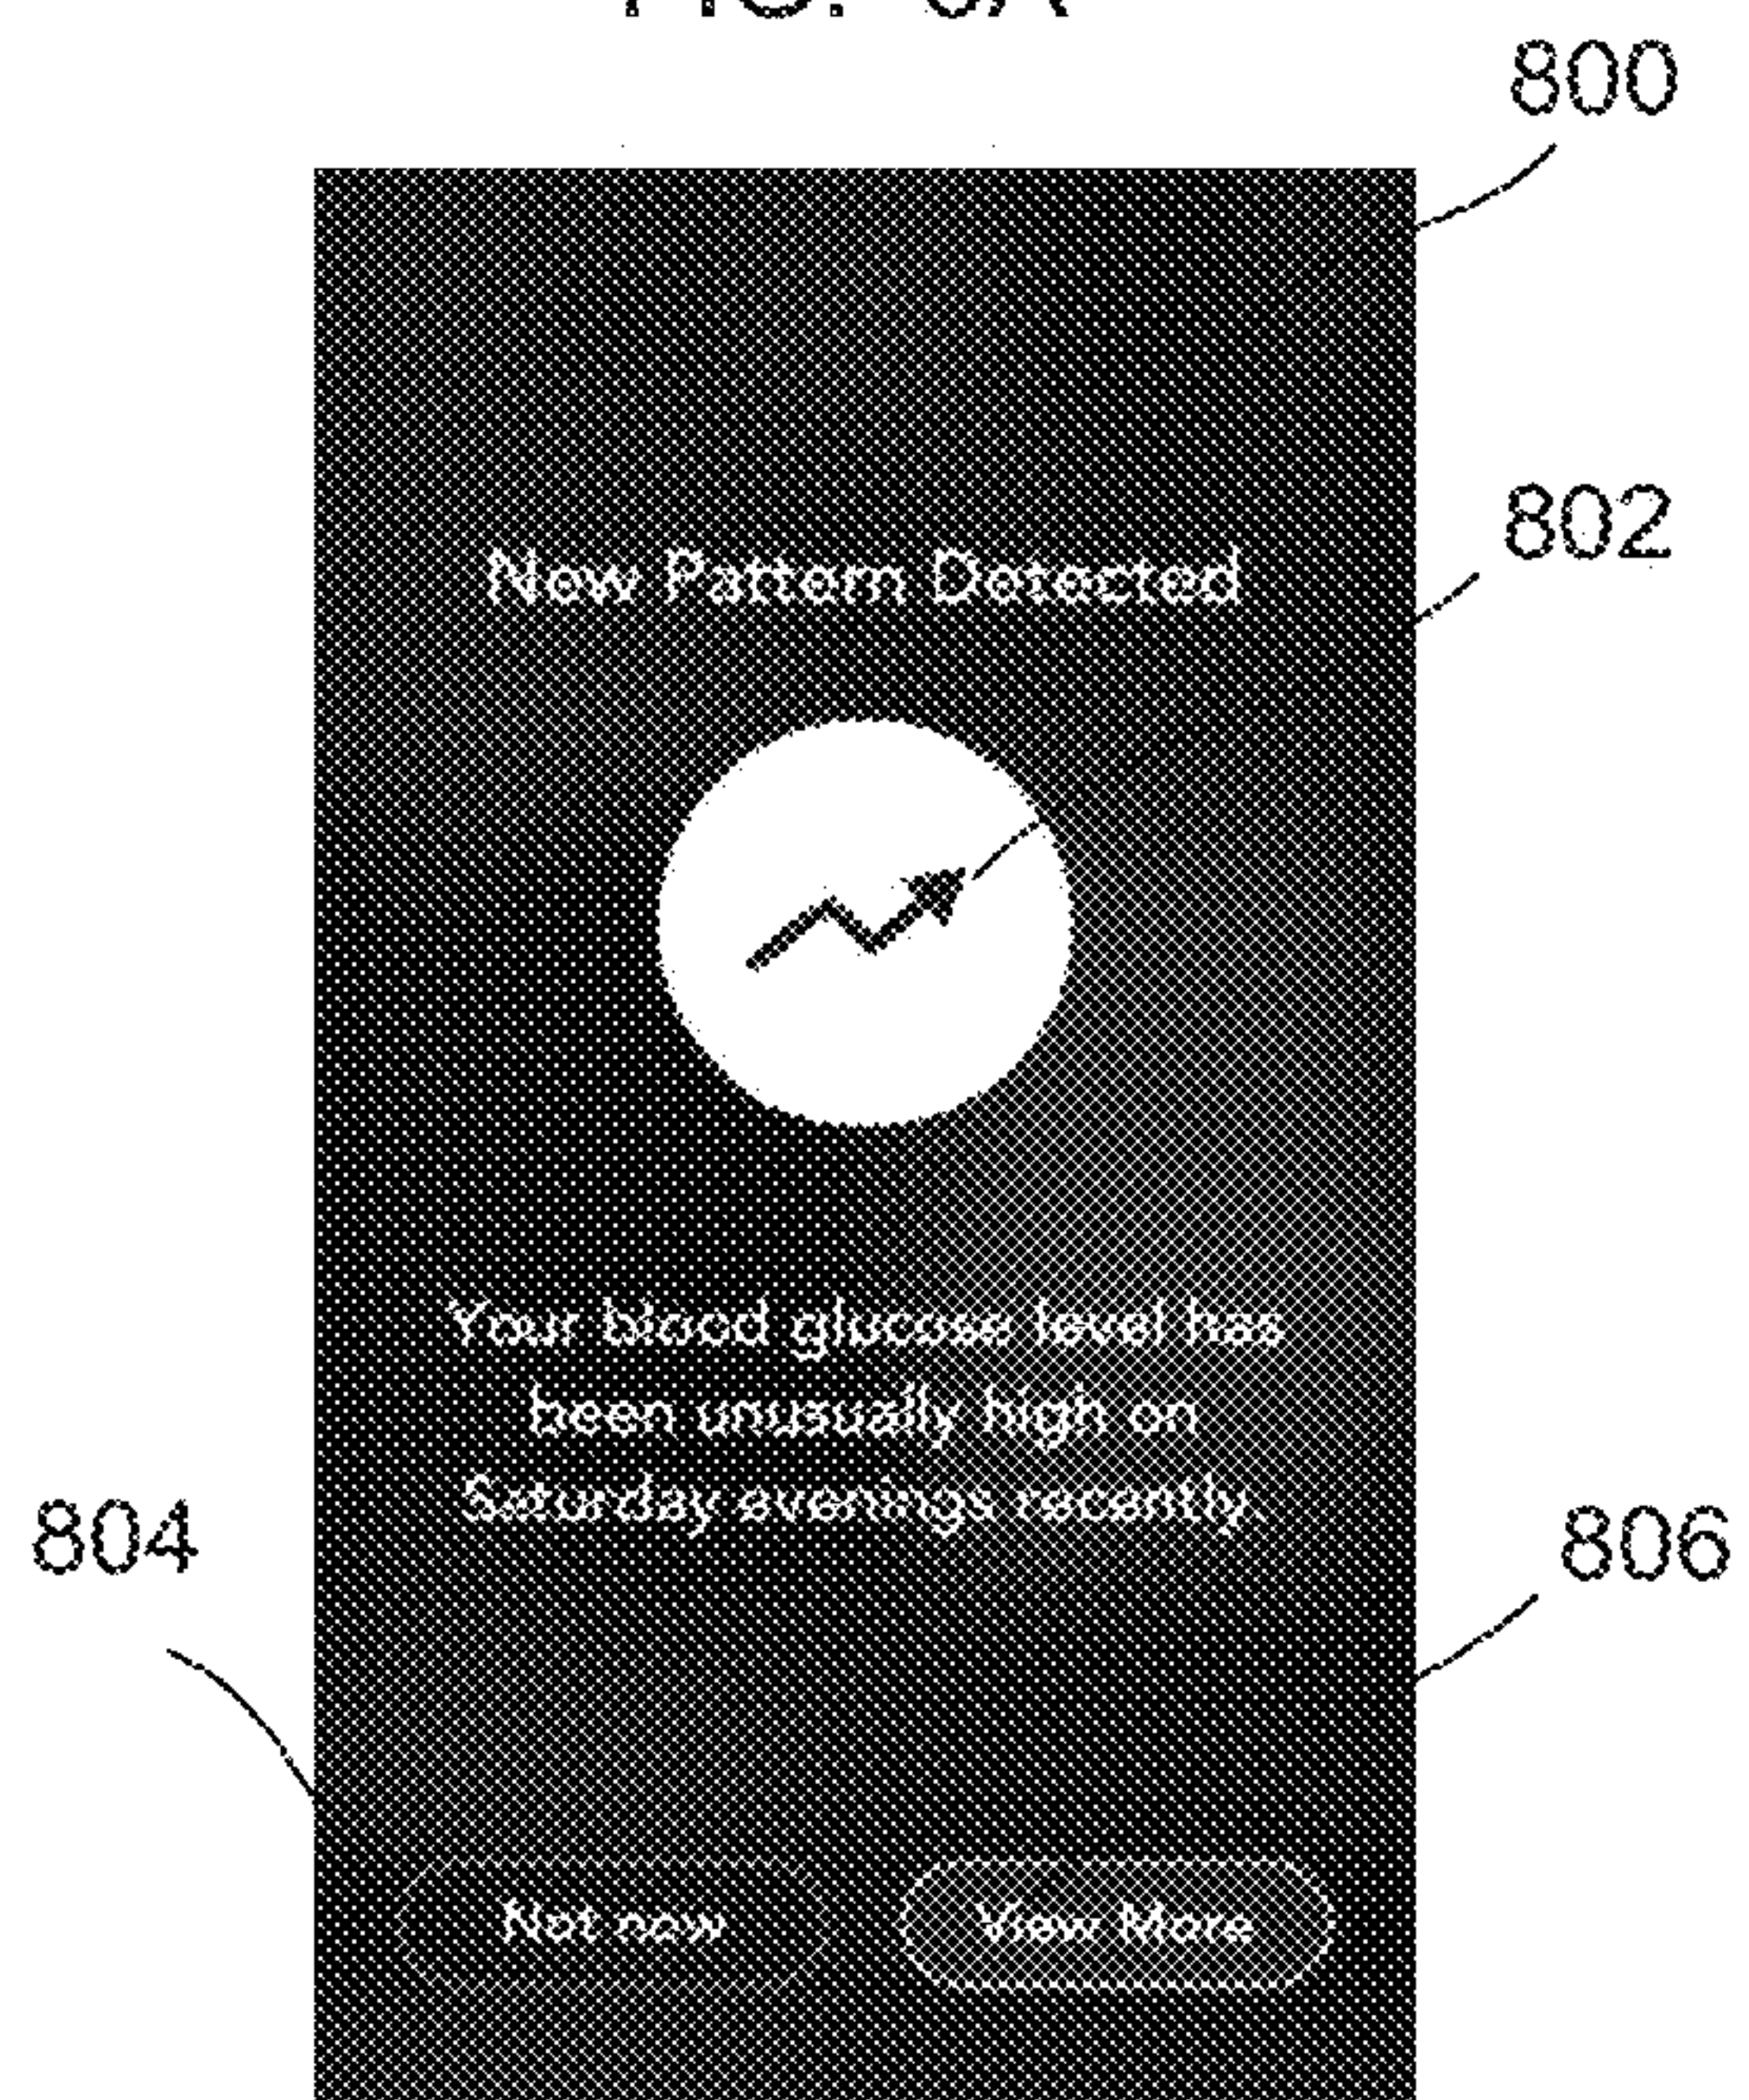 800
802
New Pattern Detected
Your blood glucose level has
been unusually high on
Saturday evenings recently.
804
806
Not now
View More